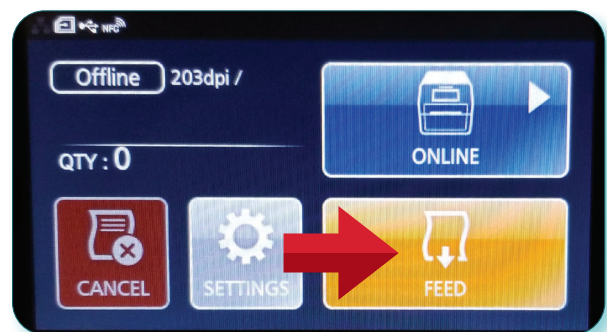 NFC
Offline 203dpi /
ONLINE
QTY : 0
CANCEL
SETTINGS
FEED